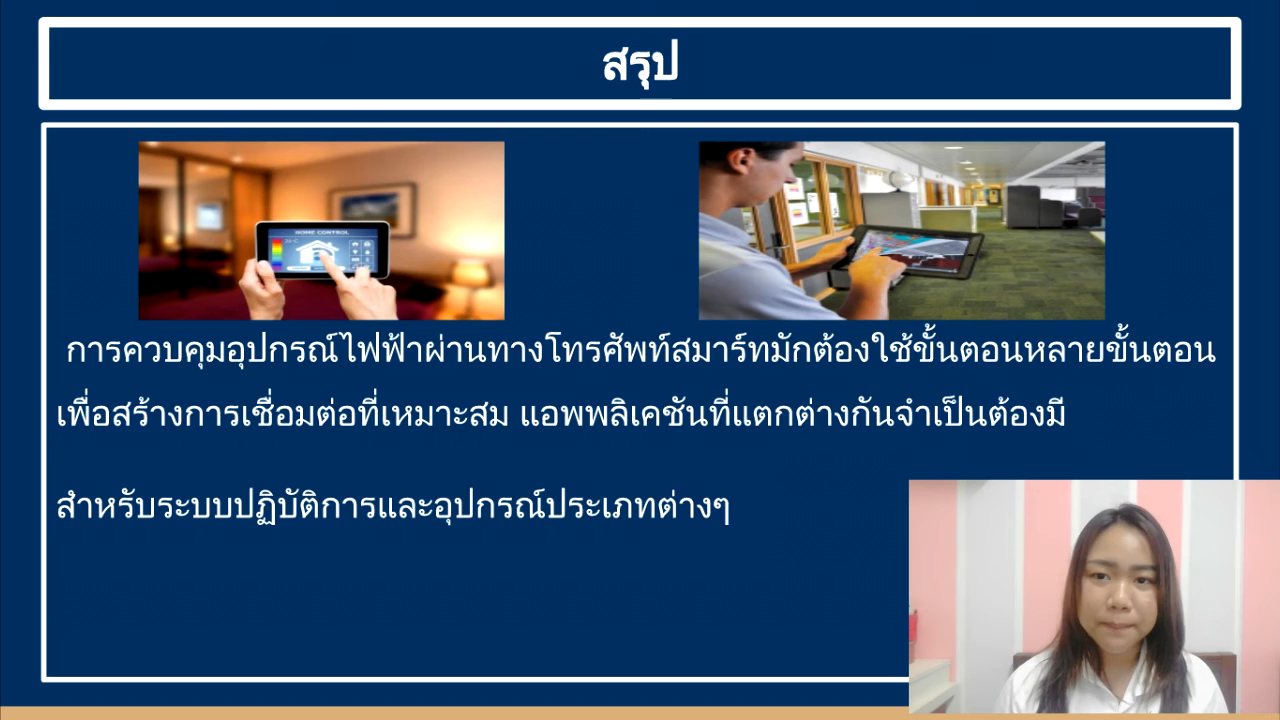 สรุป
HOME CONTROL
การควบคุมอุปกรณ์ไฟฟ้าผ่านทางโทรศัพท์สมาร์ทมักต้องใช้ขั้นตอนหลายขั้นตอน
เพื่อสร้างการเชื่อมต่อที่เหมาะสม แอพพลิเคชันที่แตกต่างกันจำเป็นต้องมี
สำหรับระบบปฏิบัติการและอุปกรณ์ประเภทต่างๆ